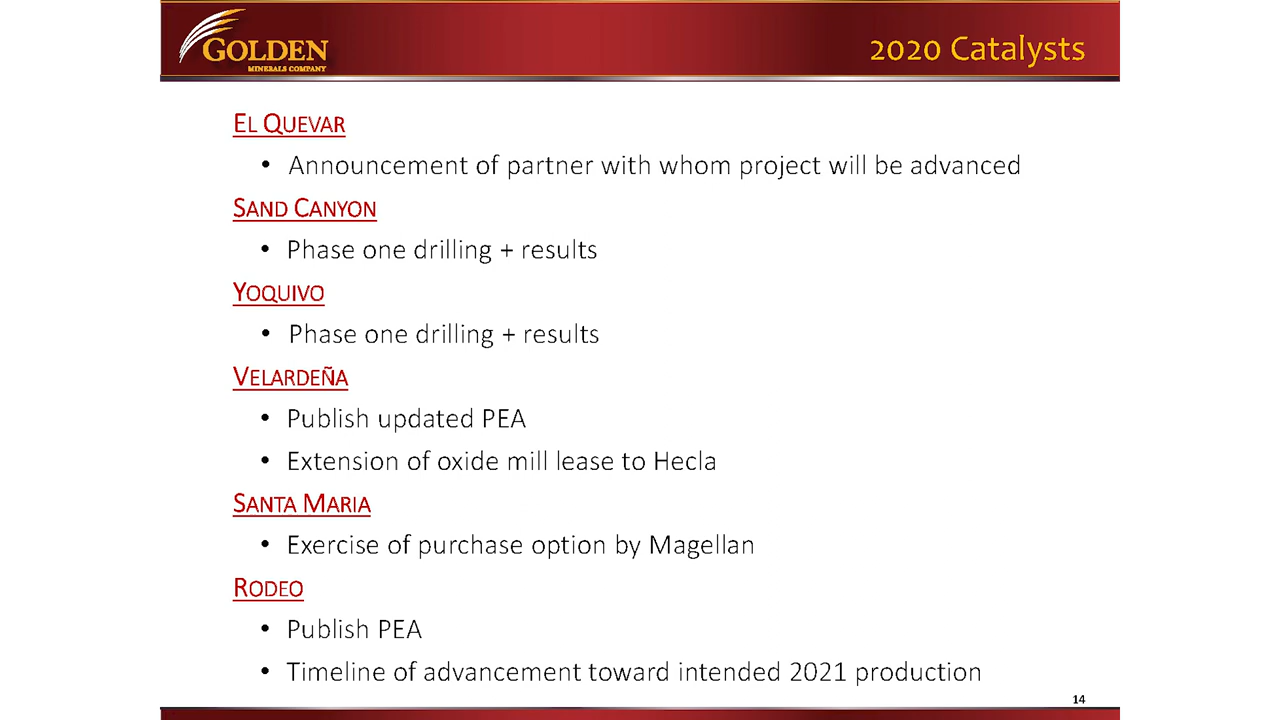 GOLDEN
MINERALS COMPANY
2020 Catalysts
EL QUEVAR
• Announcement of partner with whom project will be advanced
SAND CANYON
• Phase one drilling + results
YOQUIVO
• Phase one drilling + results
VELARDEÑA
• Publish updated PEA
• Extension of oxide mill lease to Hecla
SANTA MARIA
• Exercise of purchase option by Magellan
RODEO
• Publish PEA
• Timeline of advancement toward intended 2021 production
14